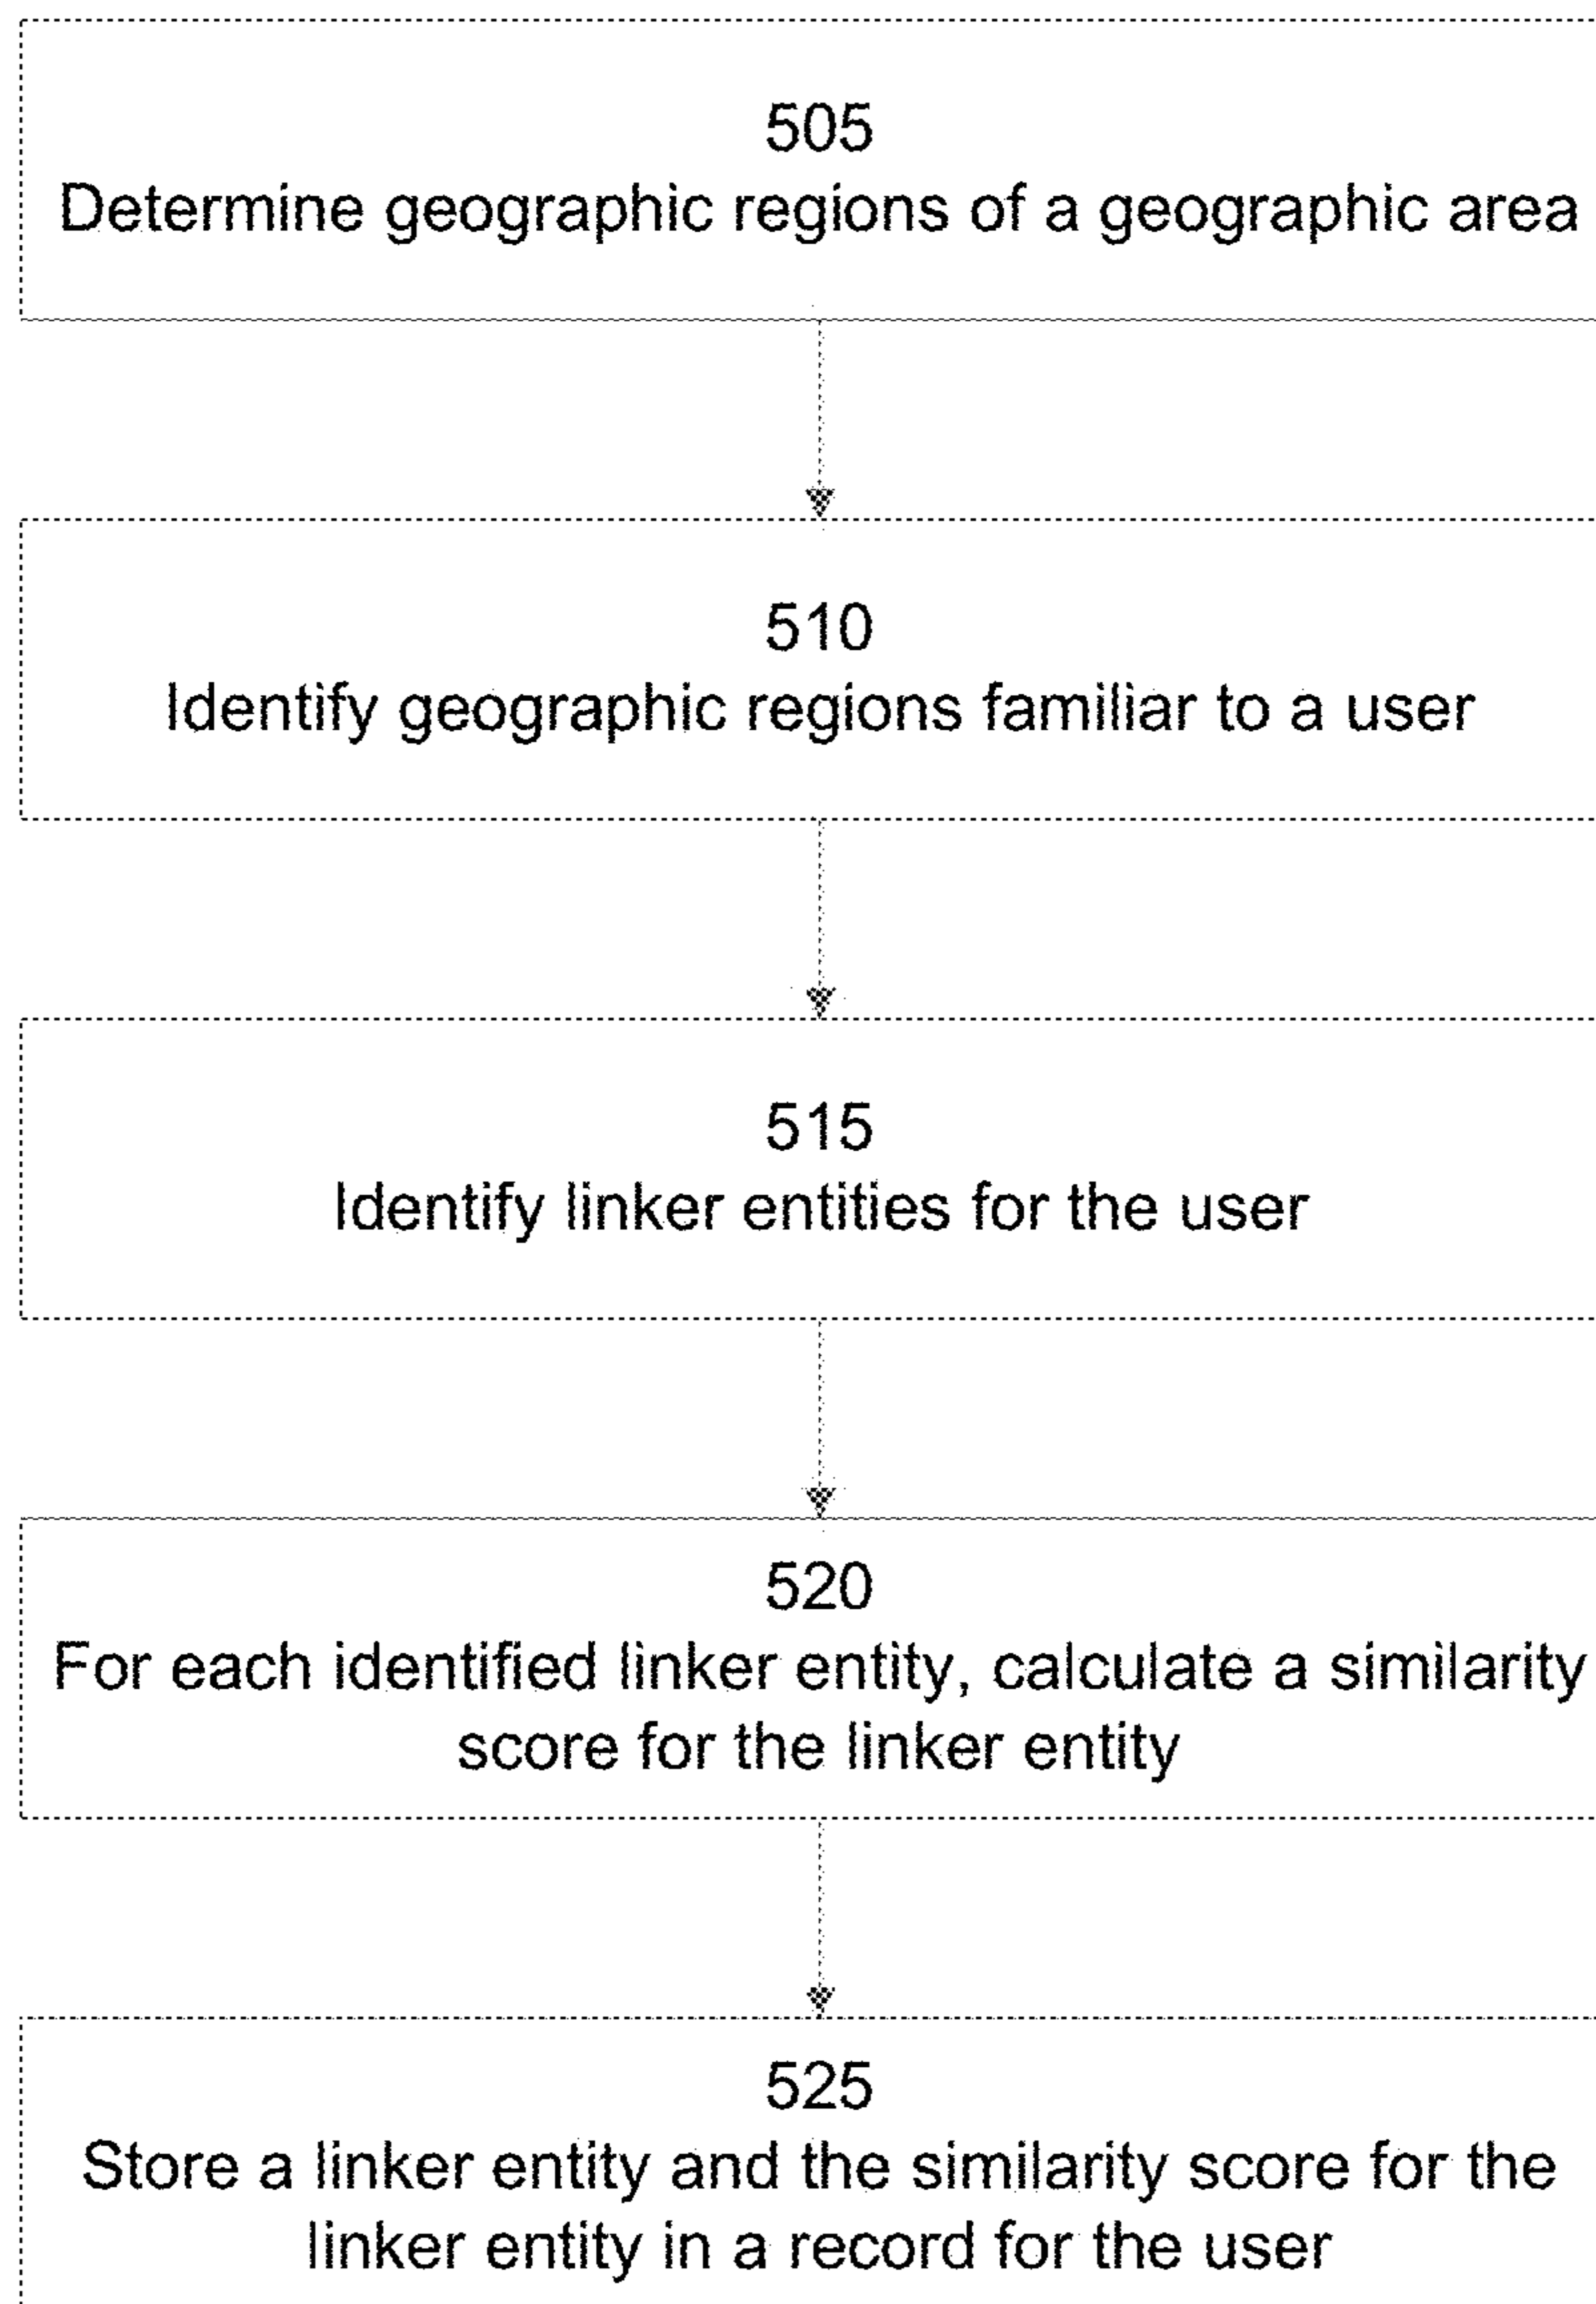 505
Determine geographic regions of a geographic area
510
Identify geographic regions familiar to a user
515
Identify linker entities for the user
520
For each identified linker entity, calculate a similarity
score for the linker entity
525
Store a linker entity and the similarity score for the
linker entity in a record for the user